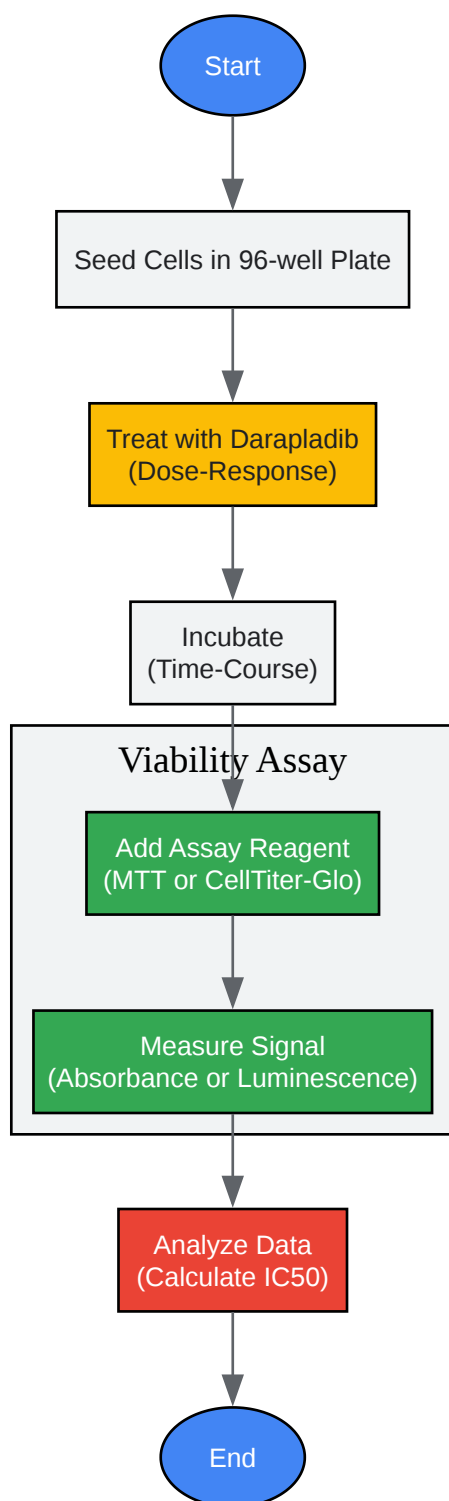 Start
Seed Cells in 96-well Plate
Treat with Darapladib
(Dose-Response)
Incubate
(Time-Course)
Viability Assay
Add Assay Reagent
(MTT or CellTiter-Glo)
Measure Signal
(Absorbance or Luminescence)
Analyze Data
(Calculate IC50)
End